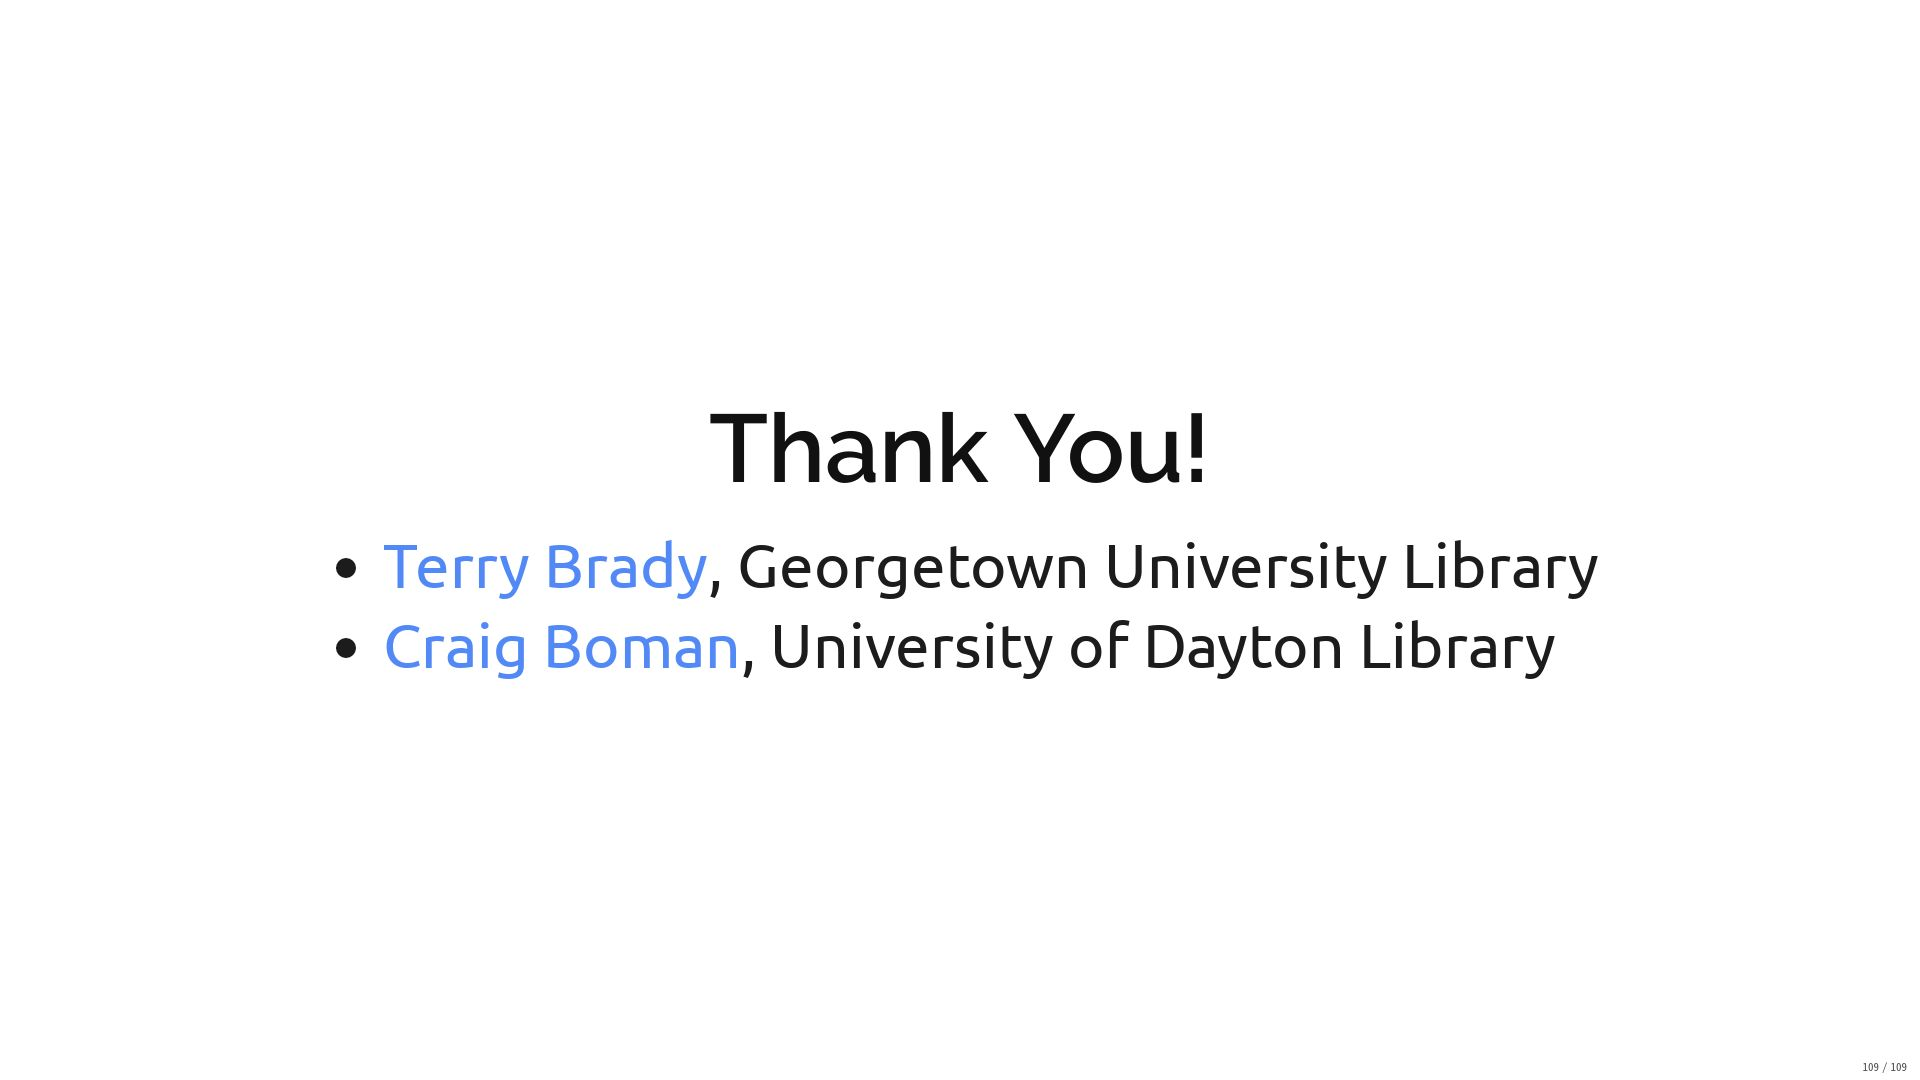 Thank You!
• Terry Brady, Georgetown University Library
• Craig Boman, University of Dayton Library
109 / 109